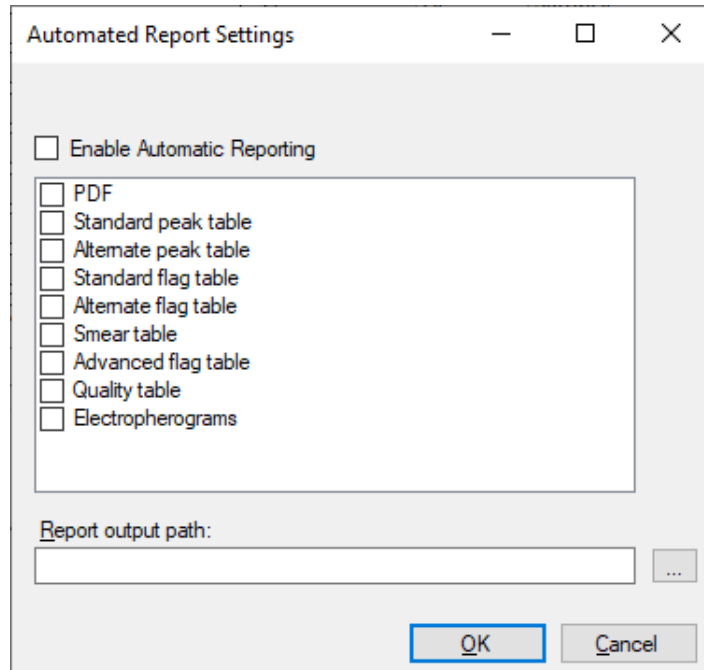 Automated Report Settings
Enable Automatic Reporting
PDF
Standard peak table
Alternate peak table
Standard flag table
Alternate flag table
Smear table
Advanced flag table
Quality table
Electropherograms
Report output path:
...
OK
Cancel